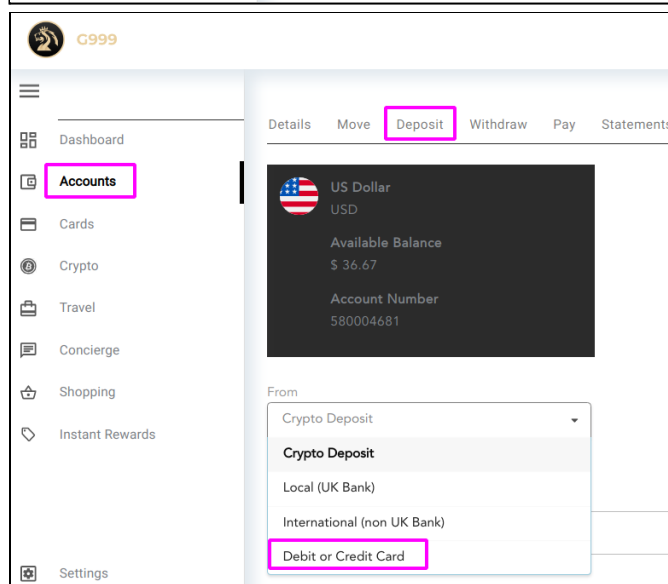 G999
Dashboard
Accounts
Cards
Crypto
Travel
Concierge
Shopping
Instant Rewards
Settings
Details Move Deposit Withdraw Pay Statements
US Dollar
USD
Available Balance
$ 36.67
Account Number
580004681
From
Crypto Deposit
Crypto Deposit
Local (UK Bank)
International (non UK Bank)
Debit or Credit Card